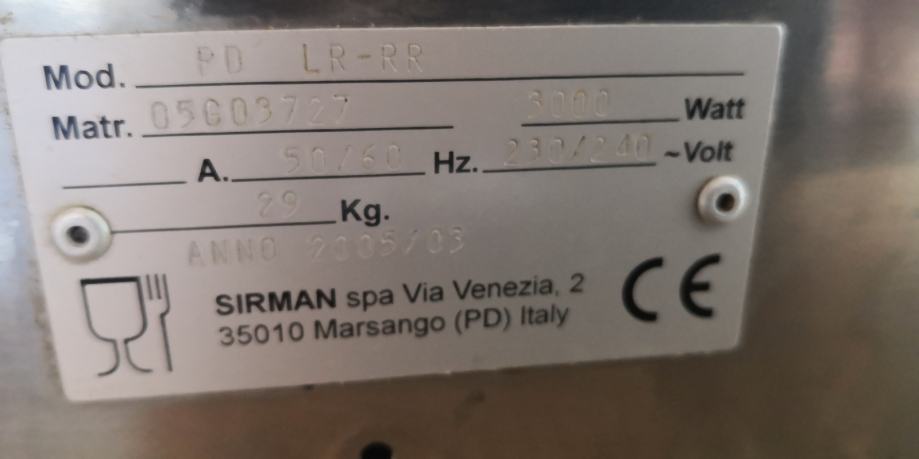 Mod. PD LR-RR
Matr. 05G03727 3000 Watt
A. 50/60 Hz. 230/240 ~Volt
29 Kg.
ANNO 2005/03
SIRMAN spa Via Venezia, 2
35010 Marsango (PD) Italy
CE